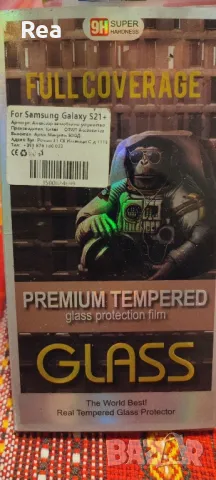 Rea
9H SUPER
HARDNESS
FULL COVERAGE
For Samsung Galaxy S21+
PREMIUM TEMPERED
glass protection film
GLASS
The World Best!
Real Tempered Glass Protector